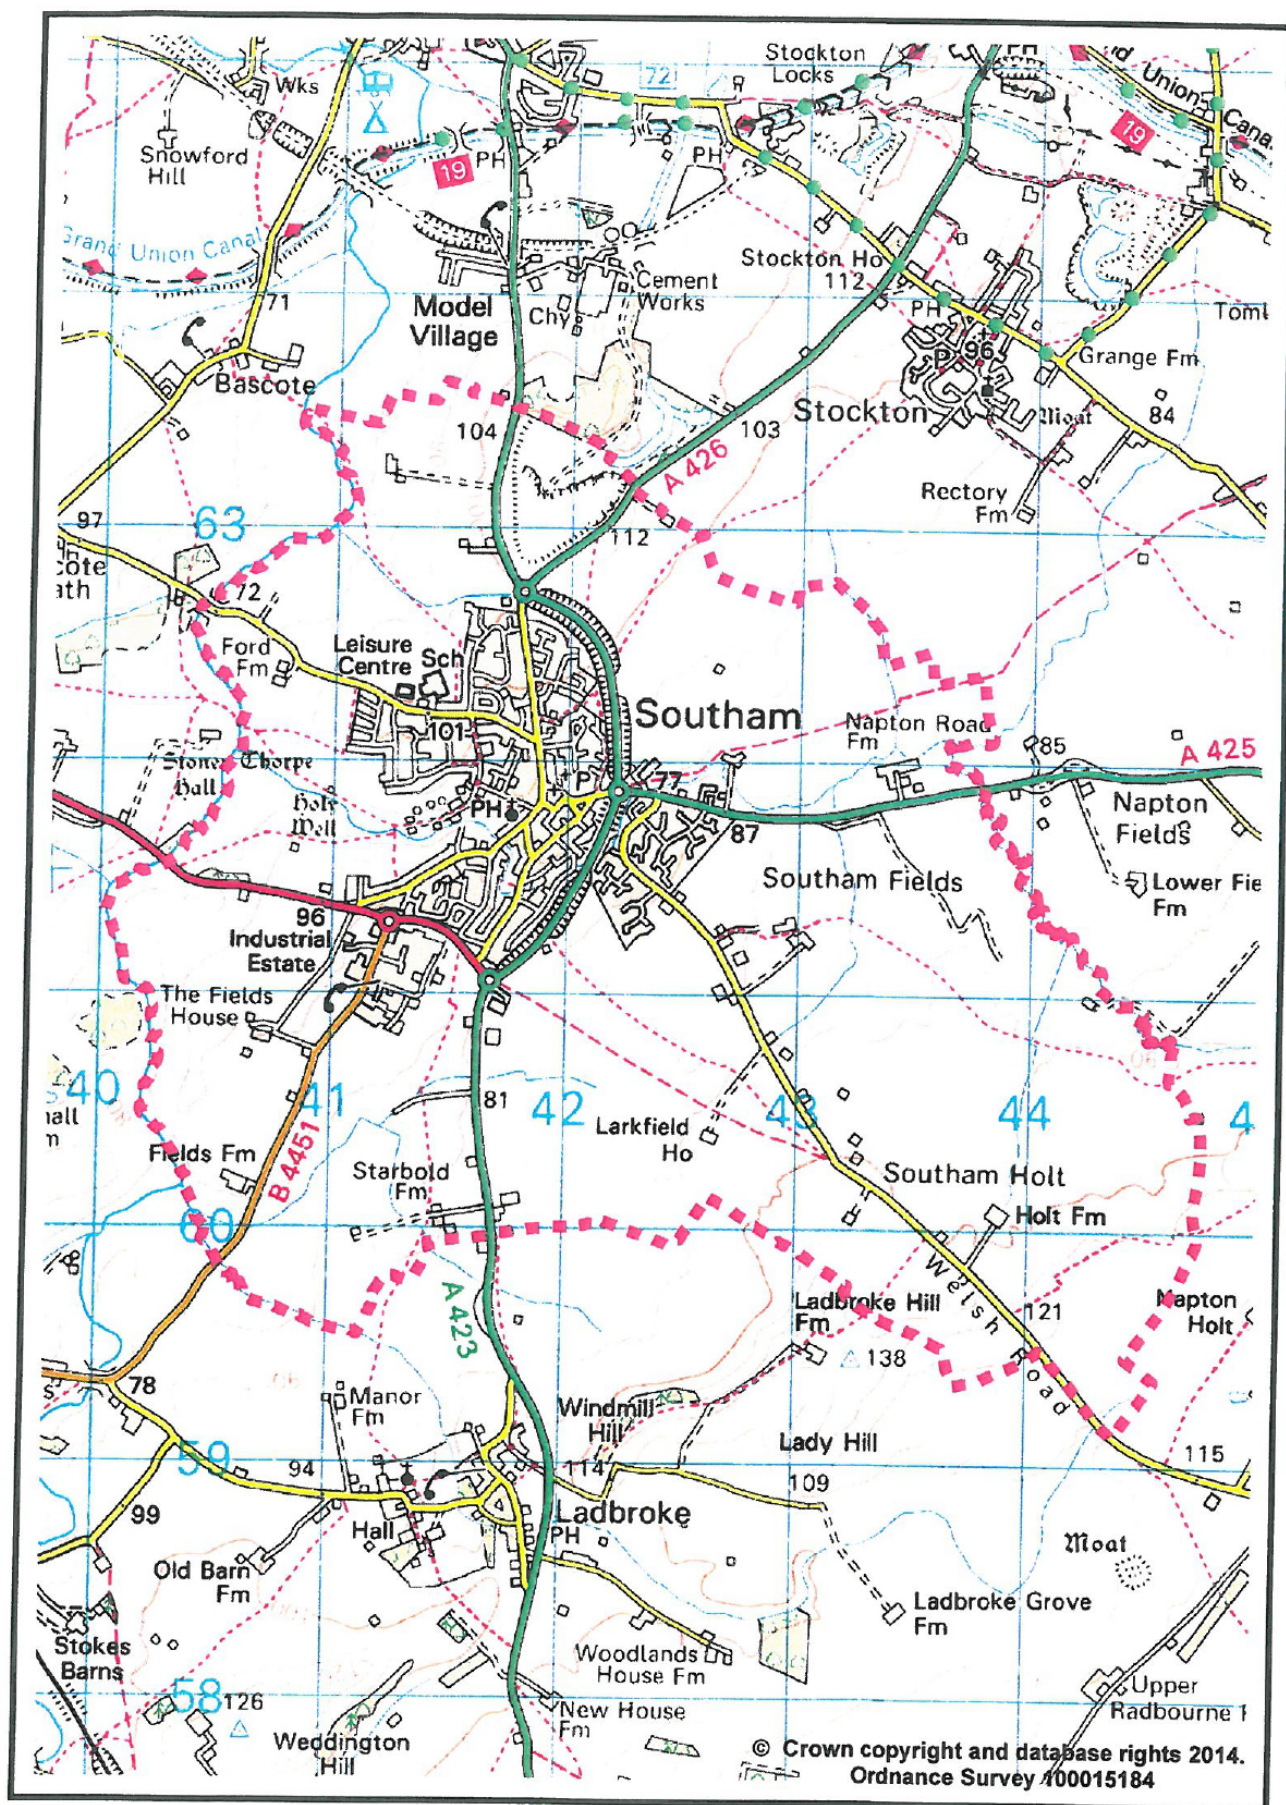 Stockton
Locks
PH
72
Union
Wks
Snowford
Hill
PH
19
PH
19
Grand Union Canal
Stockton Ho
112
Cement
Works
71
Model
Village
Chy
PH
Toml
Bascote
P
96
Grange Fm
104
Stockton
Moat
84
103
A 426
Rectory
Fm
97
63
112
cote
ath
72
Ford
Fm
Leisure
Centre
Sch
Southam
101
Napton Road
Fm
85
A 425
Stoney Thorpe
Hall
P
77
Holy
Well
PH
87
Napton
Fields
Southam Fields
Lower Fie
Fm
96
Industrial
Estate
The Fields
House
40
41
81
42
43
44
4
hall
m
Larkfield
Ho
Fields Fm
B 4451
Starbold
Fm
Southam Holt
60
Holt Fm
A 423
Welsh Road
Ladbroke Hill
Fm
121
Napton
Holt
138
78
Manor
Fm
Windmill
Hill
59
94
Lady Hill
114
109
115
99
Hall
Ladbroke
PH
Moat
Old Barn
Fm
Ladbroke Grove
Fm
Stokes
Barns
Woodlands
House Fm
58
126
Upper
Radbourne F
New House
Fm
Weddington
Hill
© Crown copyright and database rights 2014.
Ordnance Survey 100015184